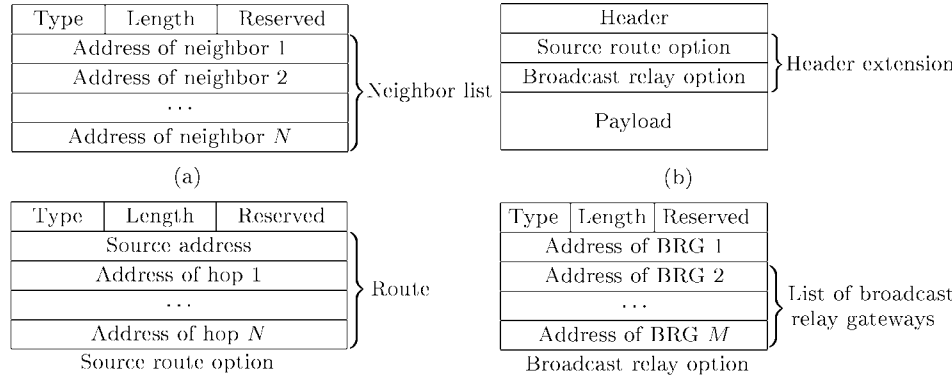 Type Length Reserved
Address of neighbor 1
Address of neighbor 2
...
Address of neighbor N
Neighbor list
(a)
Header
Source route option
Broadcast relay option
Payload
Header extension
(b)
Type Length Reserved
Source address
Address of hop 1
...
Address of hop N
Route
Source route option
Type Length Reserved
Address of BRG 1
Address of BRG 2
...
Address of BRG M
List of broadcast
relay gateways
Broadcast relay option